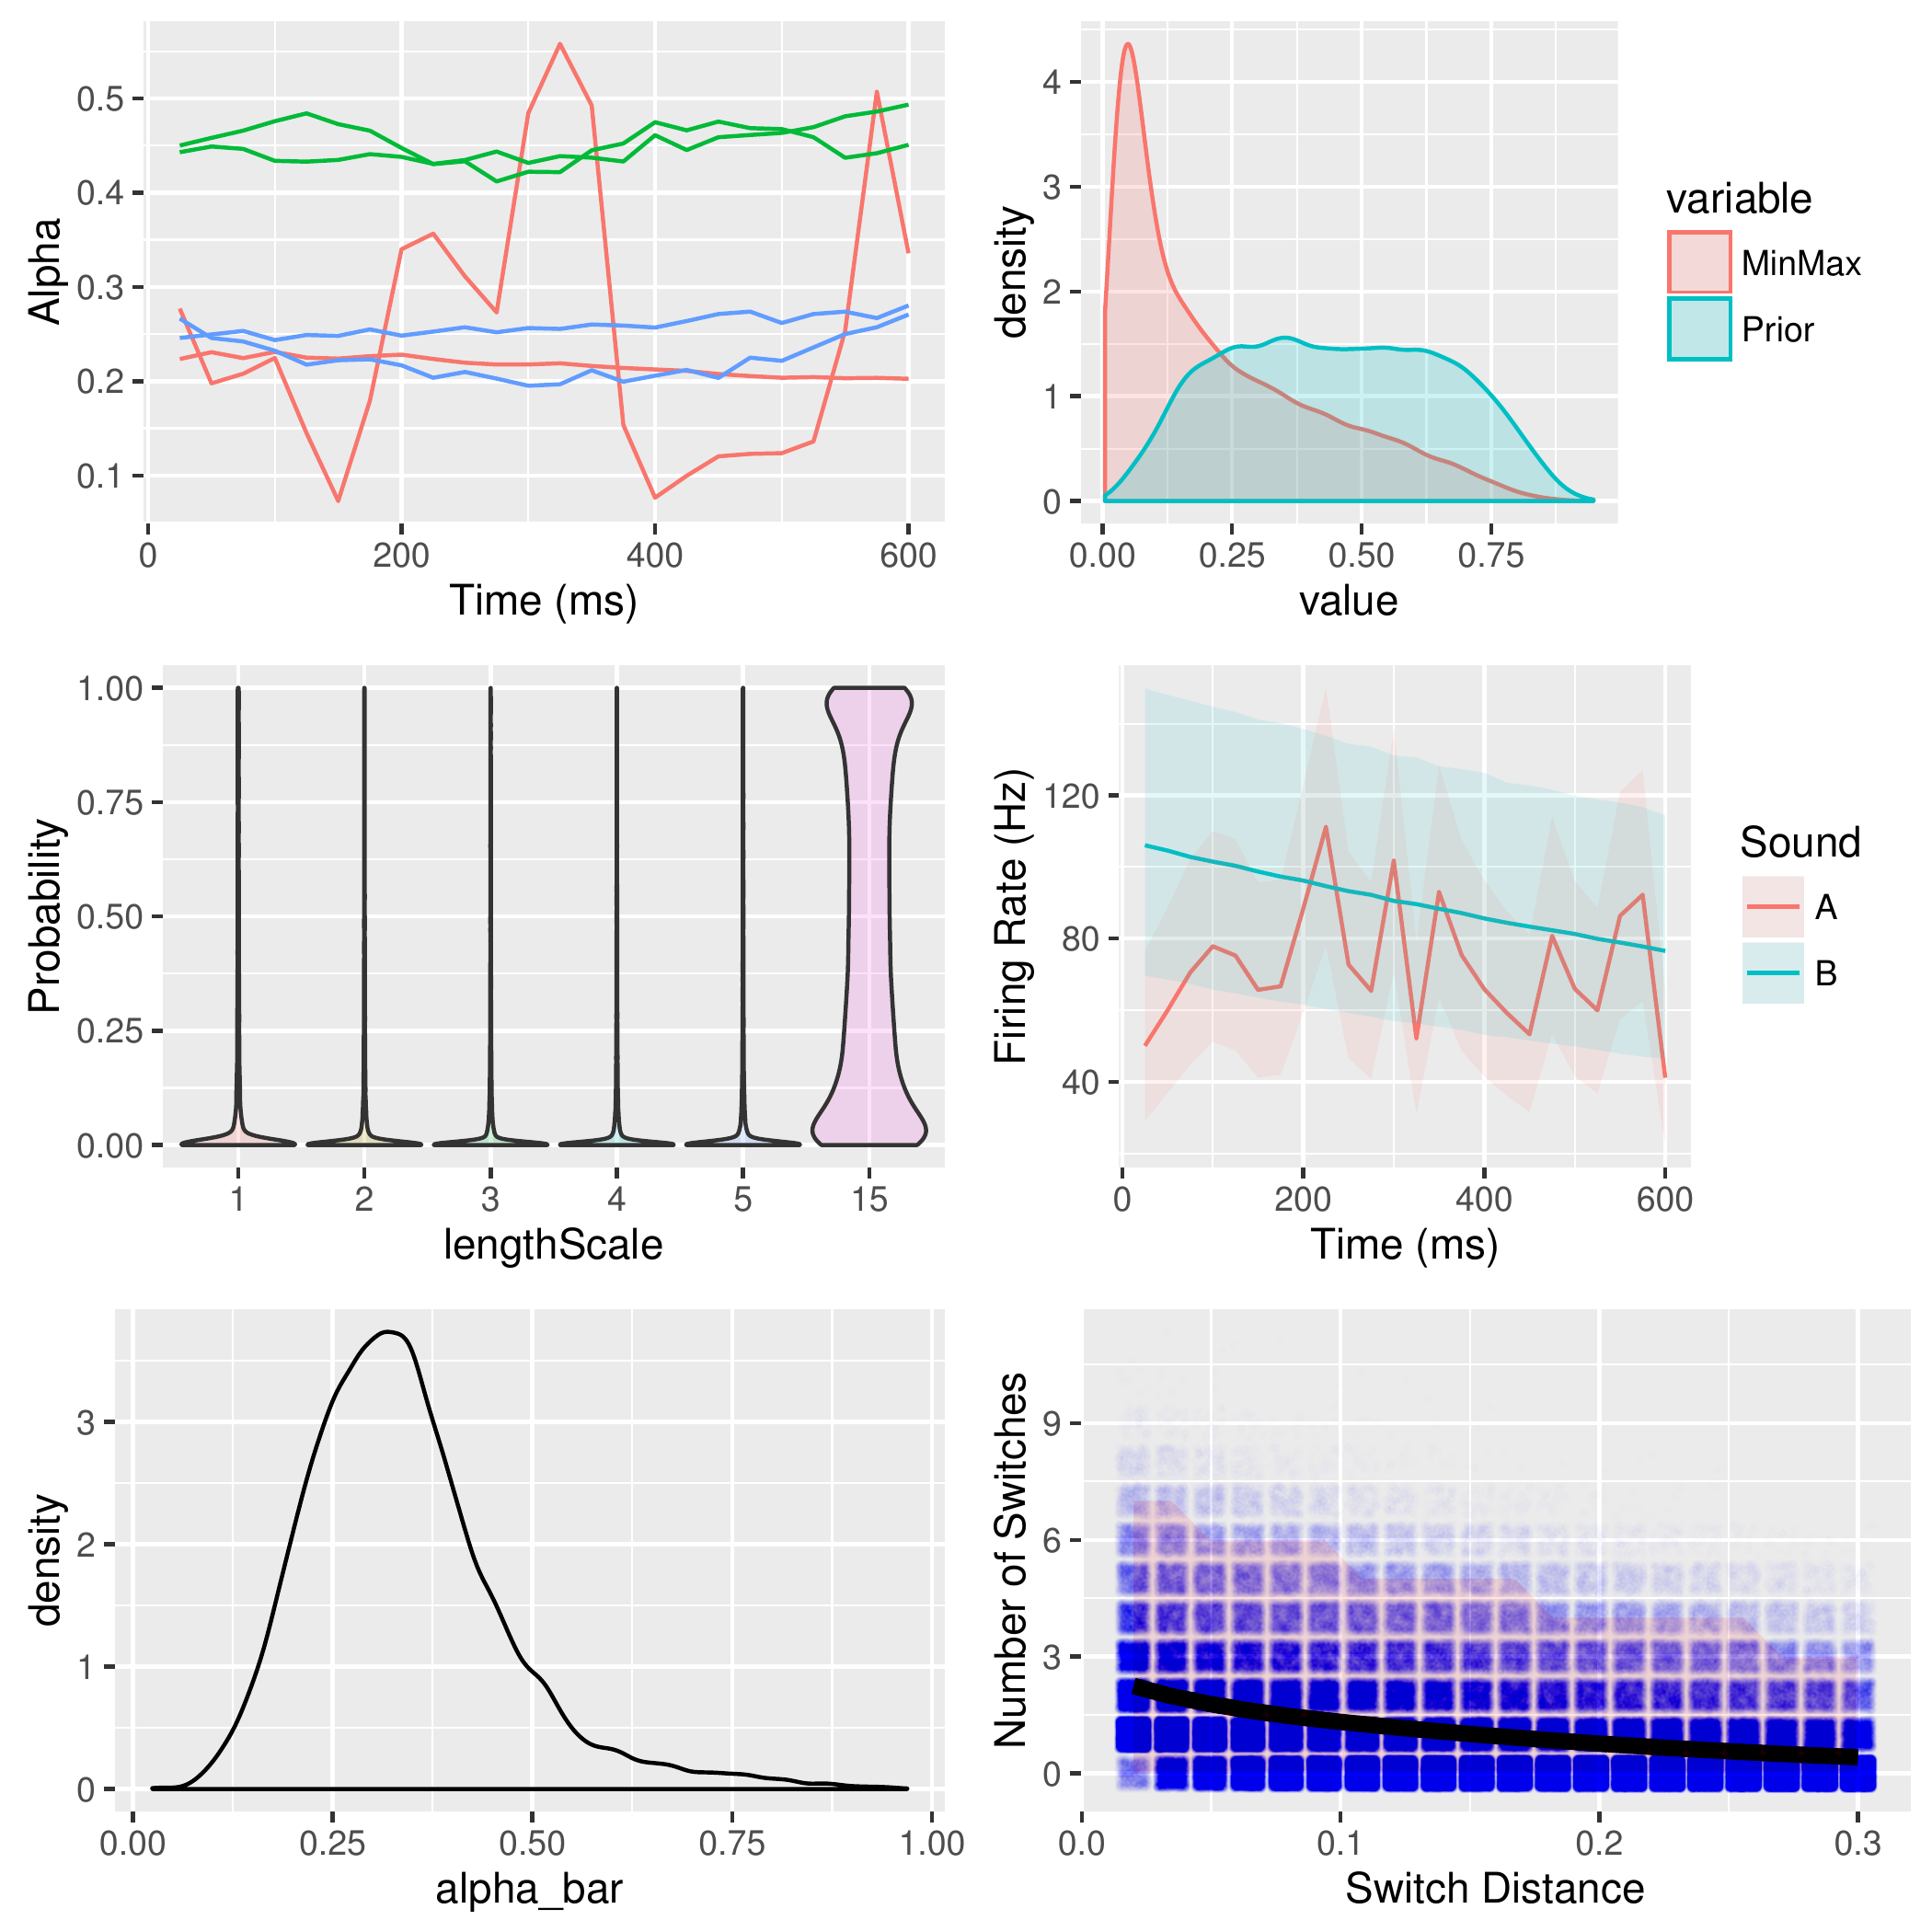 Alpha
0.5
0.4
0.3
0.2
0.1
0 200 400 600
Time (ms)
density
4
3
2
1
0
0.00 0.25 0.50 0.75
value
variable
MinMax
Prior
Probability
1.00
0.75
0.50
0.25
0.00
1 2 3 4 5 15
lengthScale
Firing Rate (Hz)
120
80
40
0 200 400 600
Time (ms)
Sound
A
B
density
3
2
1
0
0.00 0.25 0.50 0.75 1.00
alpha_bar
Number of Switches
9
6
3
0
0.0 0.1 0.2 0.3
Switch Distance